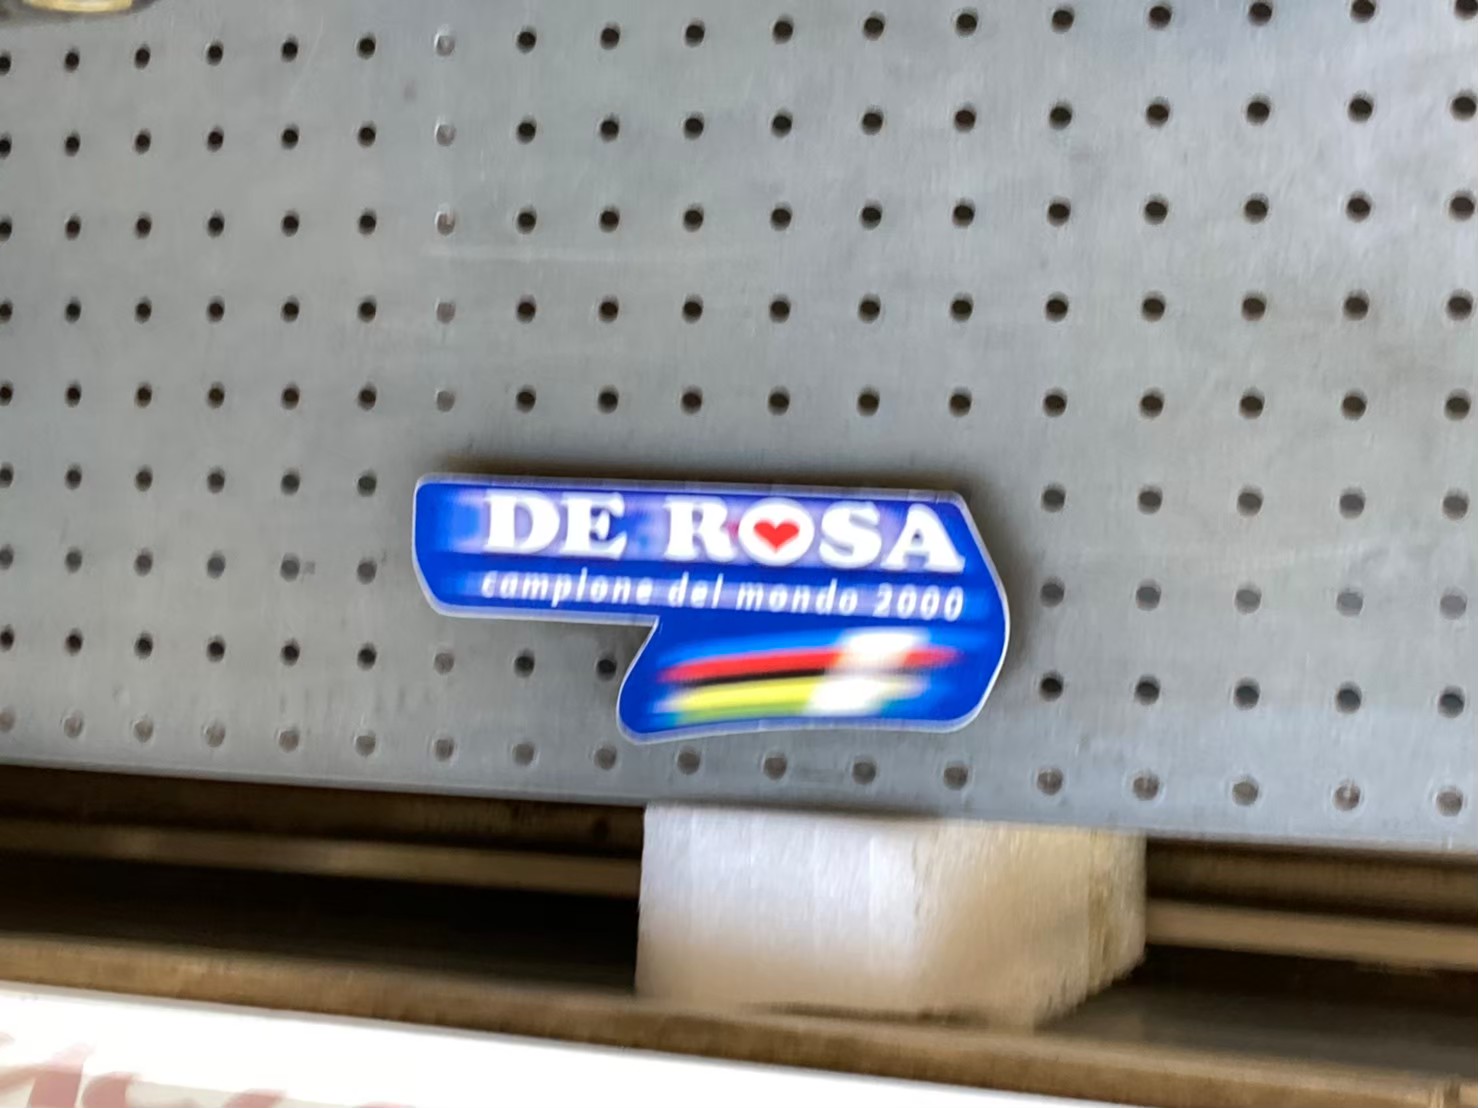 DE ROSA
campione del mondo 2000